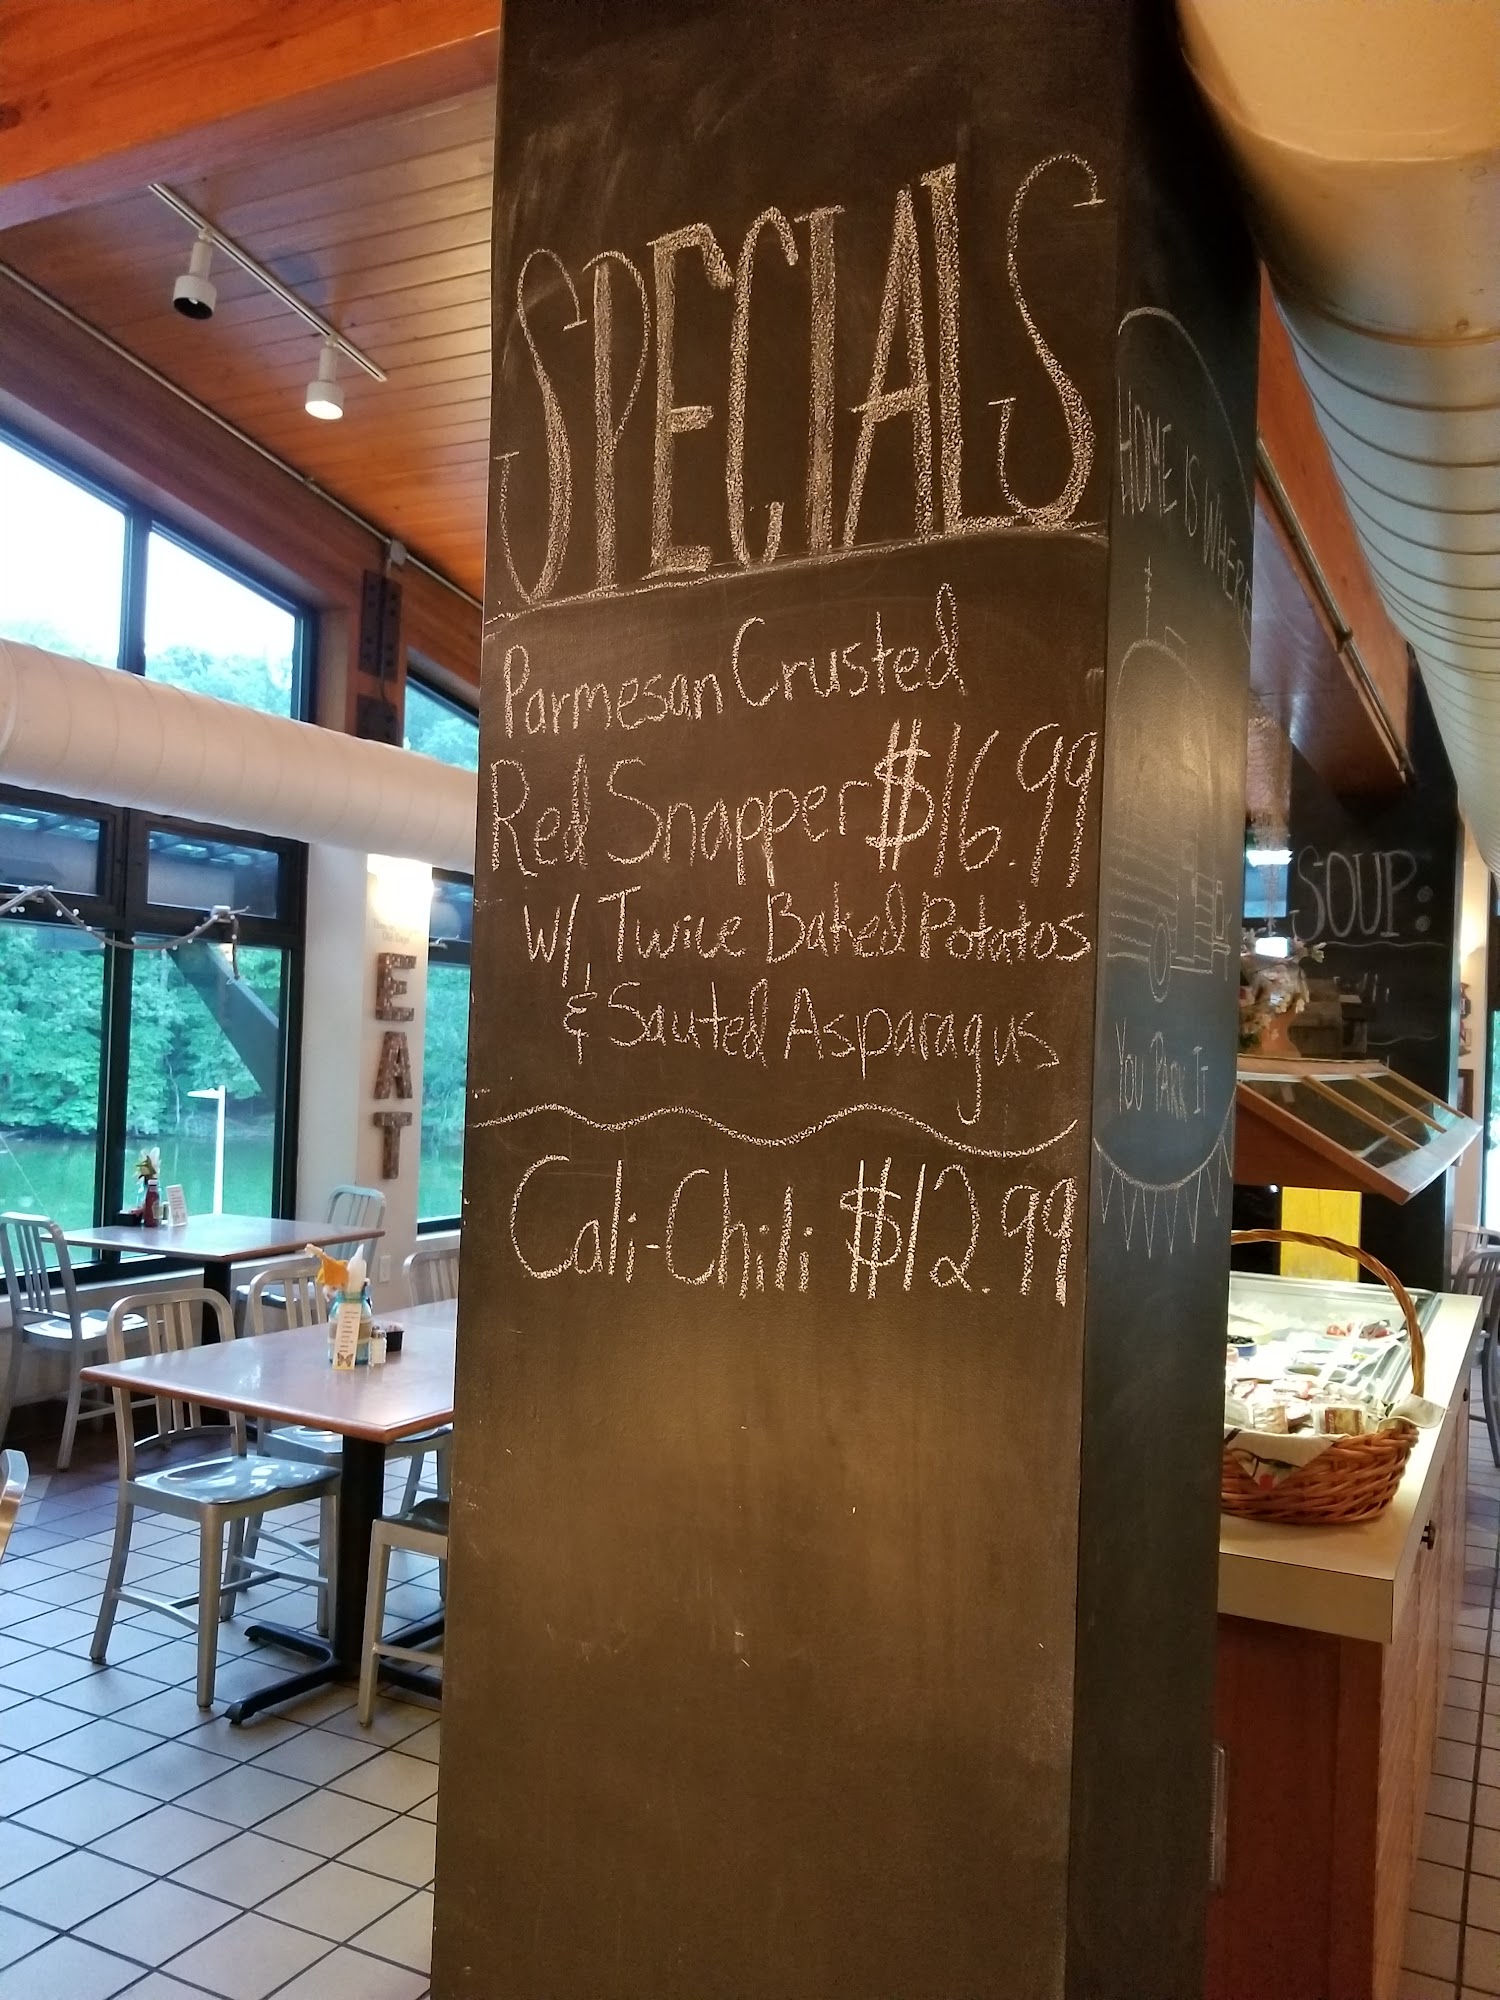 SPECIALS
Parmesan Crusted
Red Snapper $16.99
W/ Twice Baked Potatos
& Sauted Asparagus
Cali-Chili $12.99
HOME IS WHERE
YOU PARK IT
SOUP:
EAT